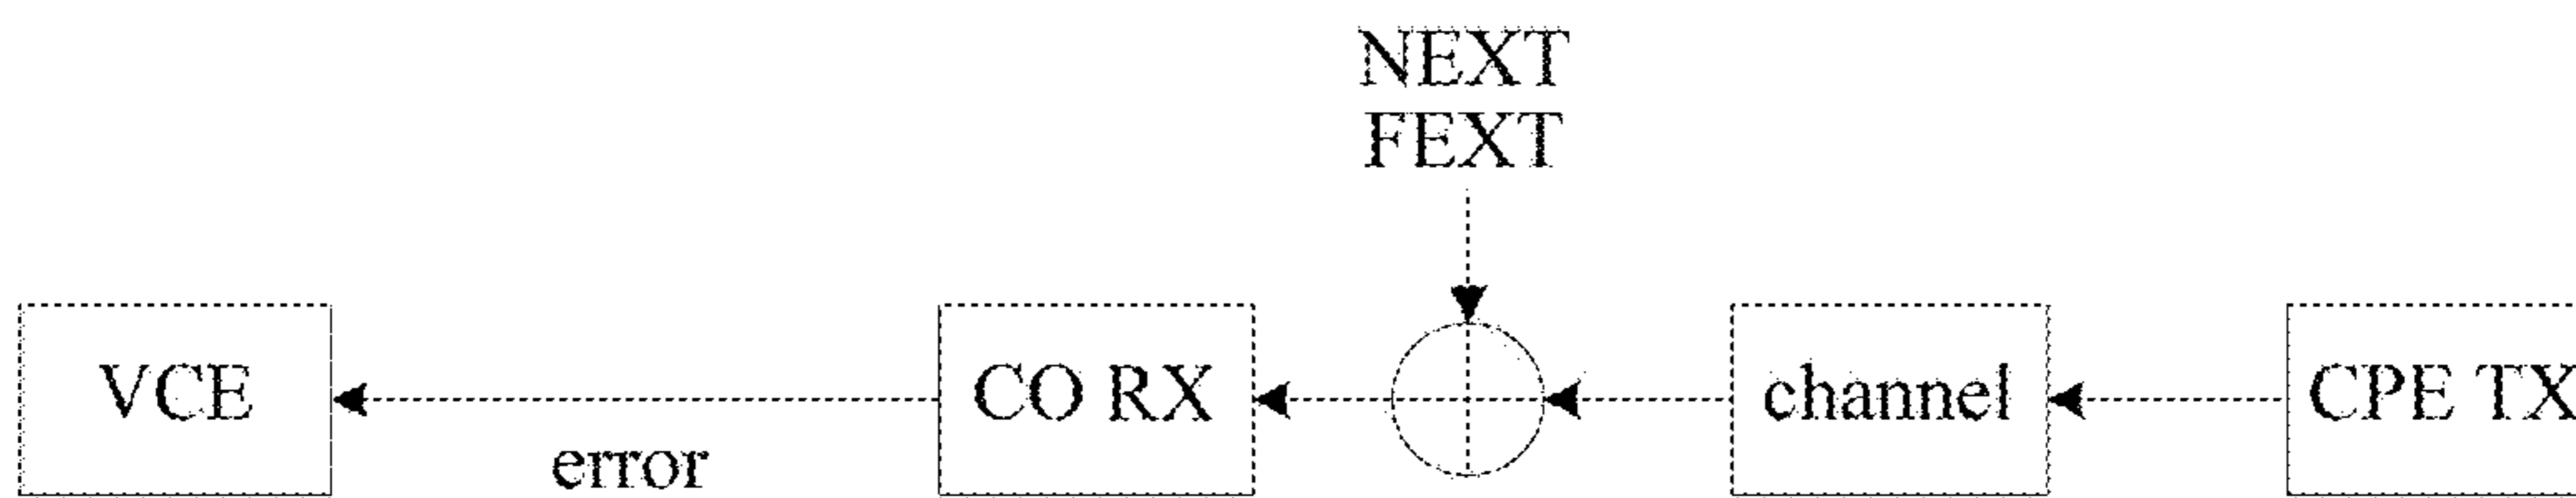 NEXT
FEXT
VCE
error
CO RX
channel
CPE TX